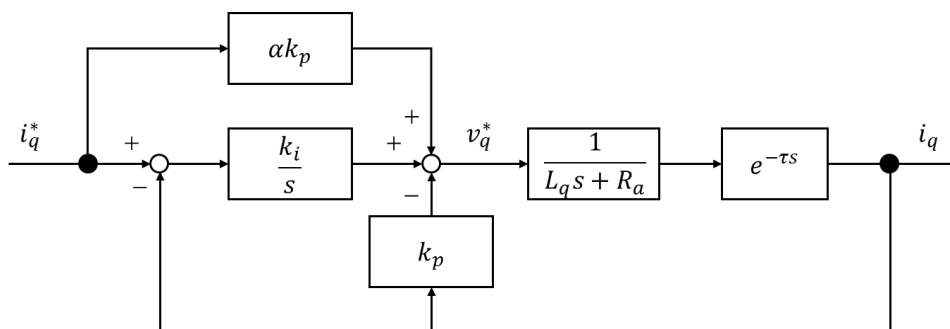 αk_p
i_q^*
+
−
k_i/s
+
+
−
v_q^*
1/(L_q s + R_a)
e^{−τs}
i_q
k_p